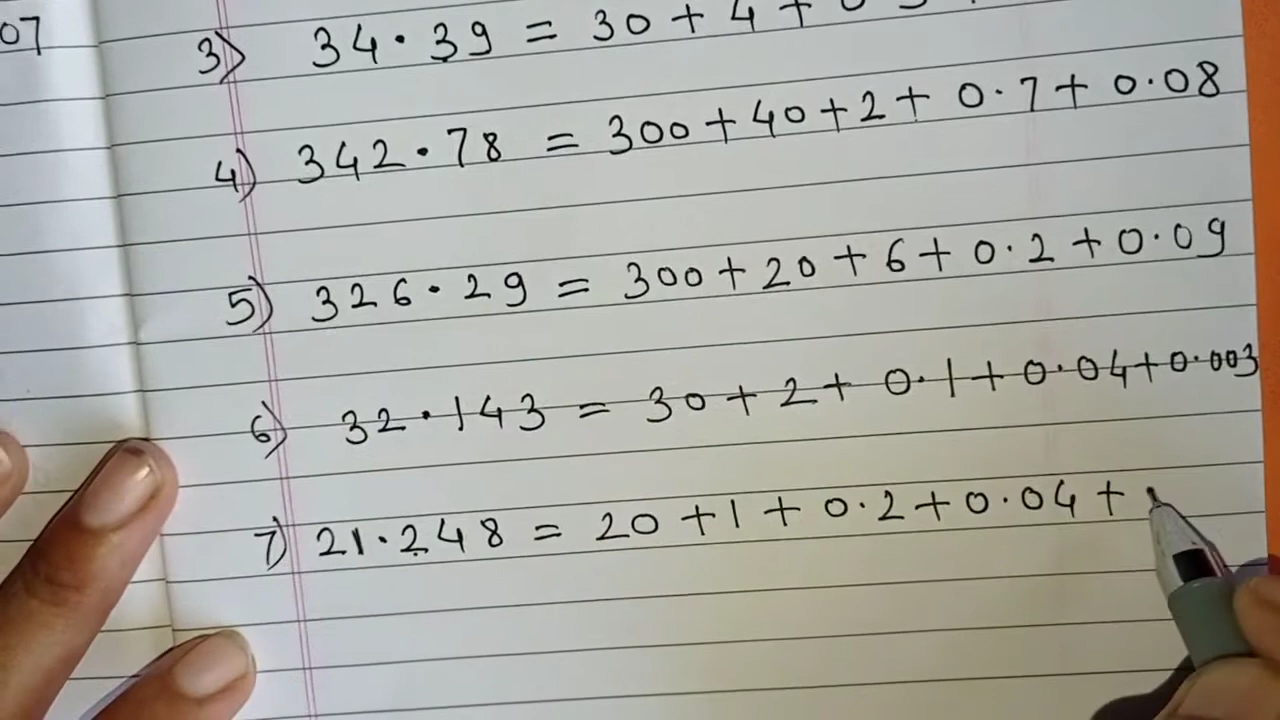 07
3) 34.39 = 30 + 4 + 0
4) 342.78 = 300 + 40 + 2 + 0.7 + 0.08
5) 326.29 = 300 + 20 + 6 + 0.2 + 0.09
6) 32.143 = 30 + 2 + 0.1 + 0.04 + 0.003
7) 21.248 = 20 + 1 + 0.2 + 0.04 +